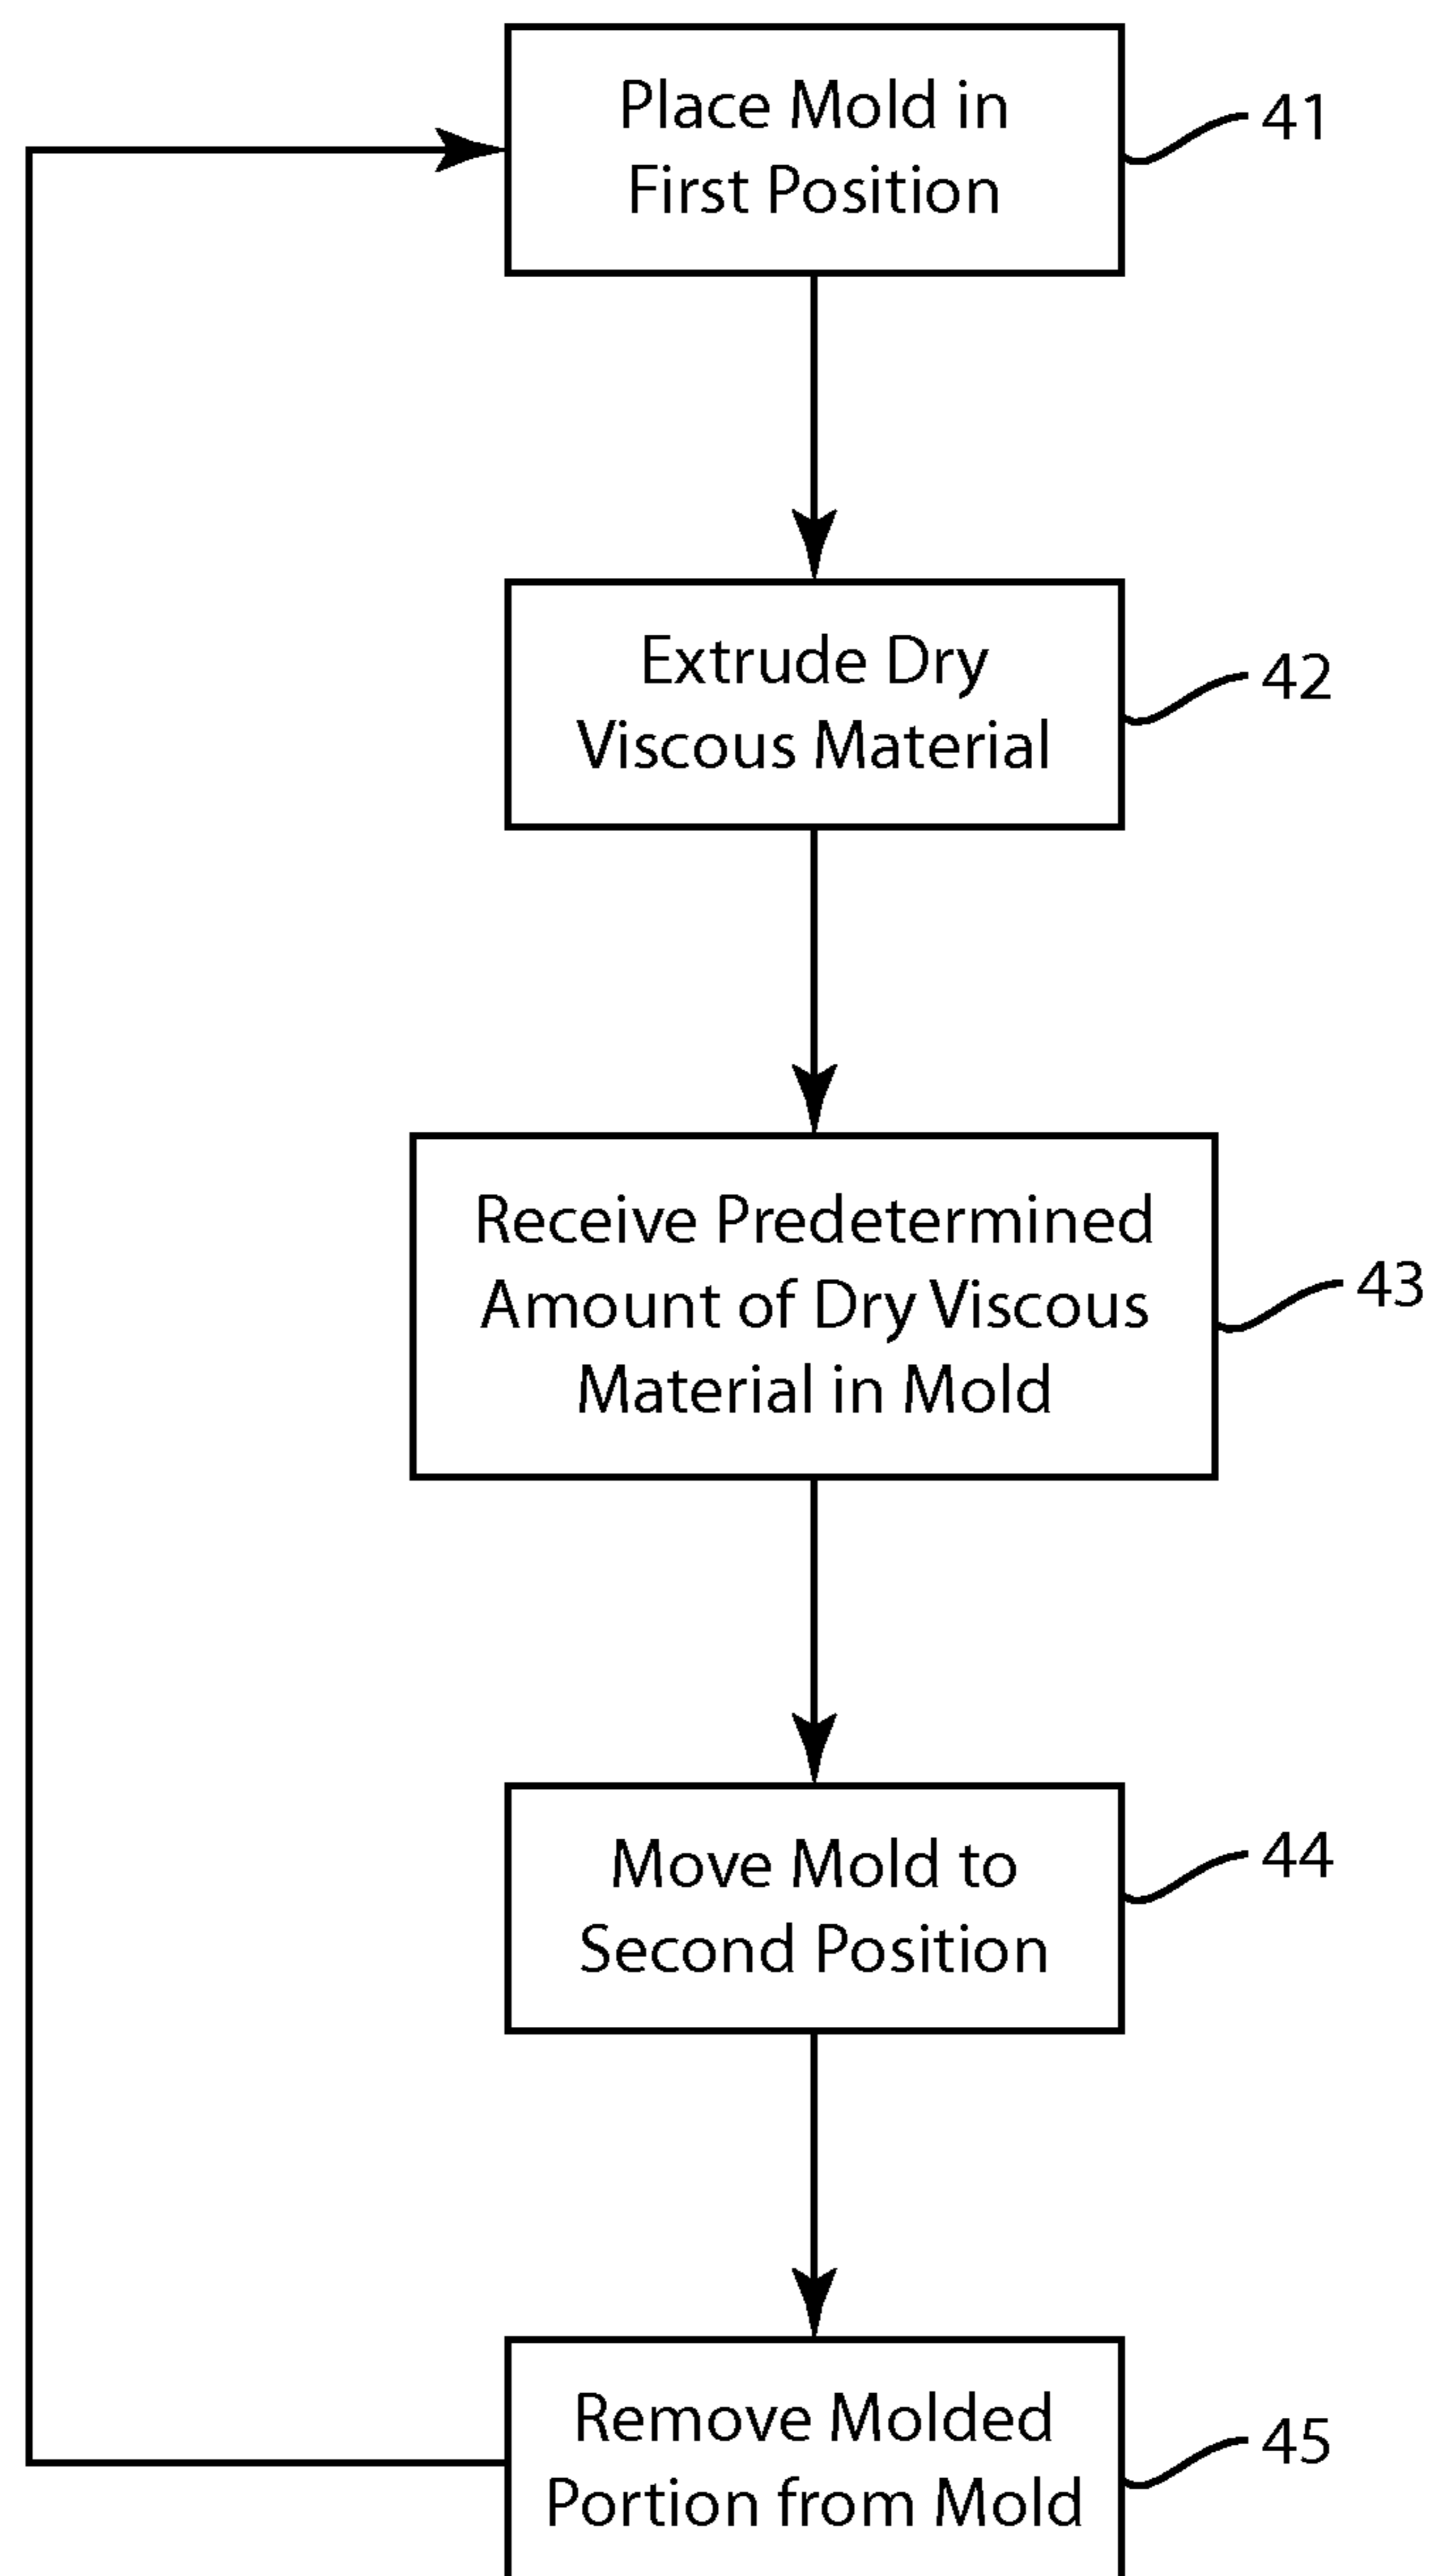 Place Mold in
First Position
41
Extrude Dry
Viscous Material
42
Receive Predetermined
Amount of Dry Viscous
Material in Mold
43
Move Mold to
Second Position
44
Remove Molded
Portion from Mold
45